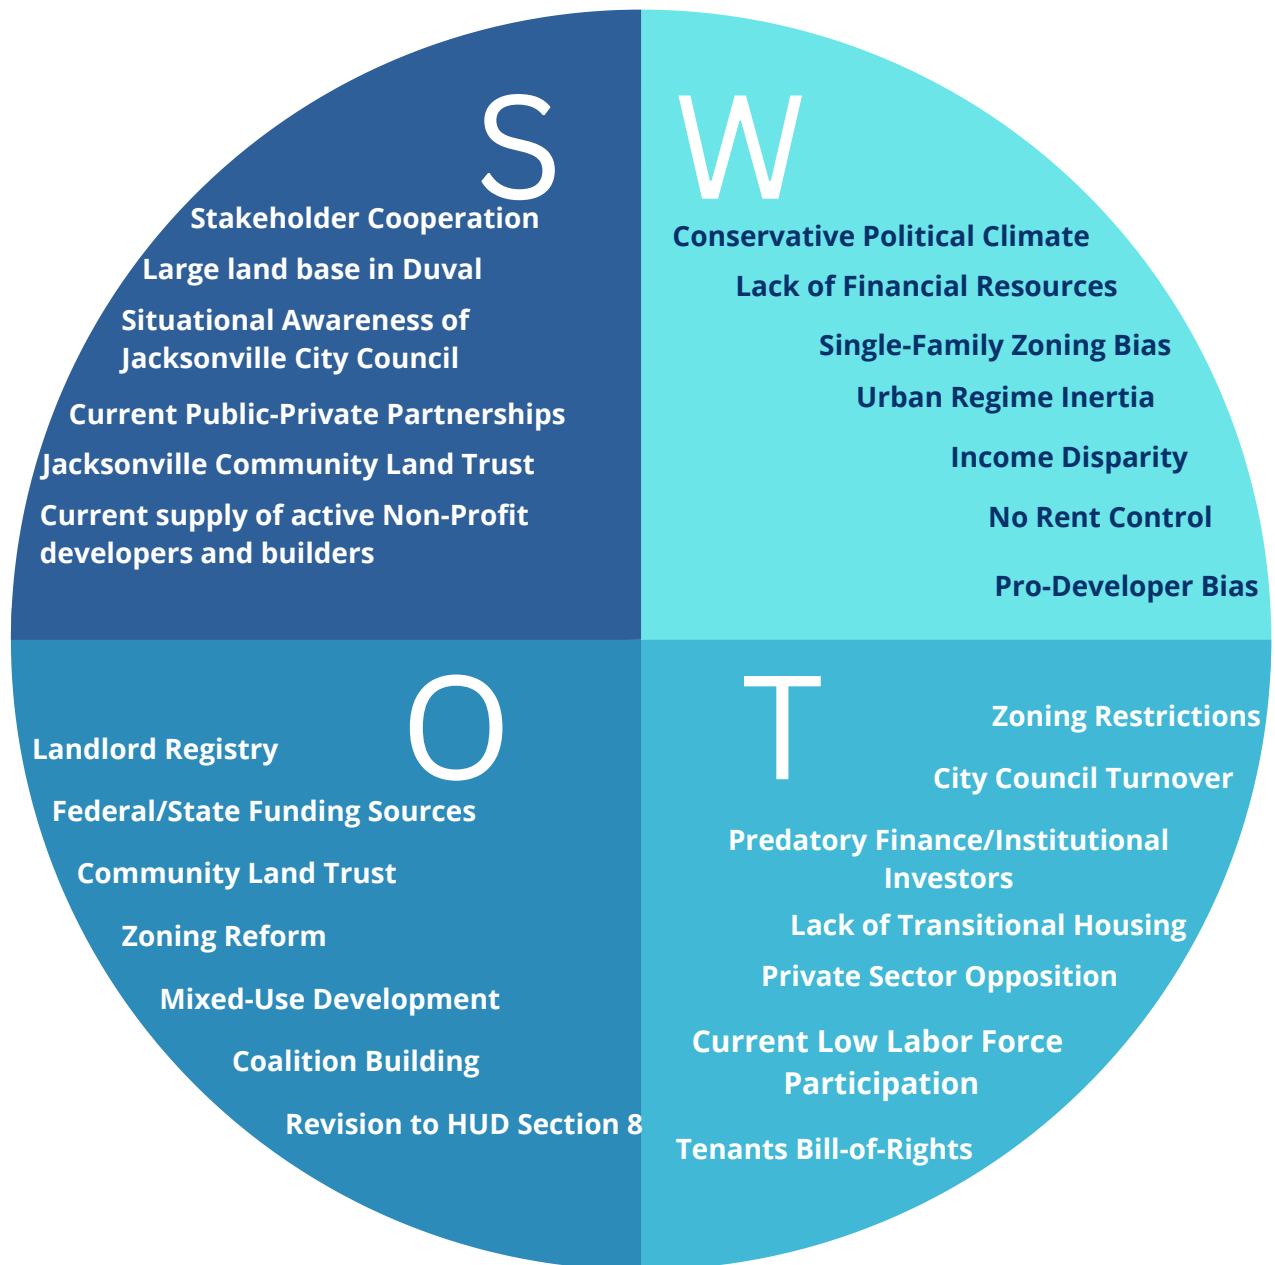 S
Stakeholder Cooperation
Large land base in Duval
Situational Awareness of
Jacksonville City Council
Current Public-Private Partnerships
Jacksonville Community Land Trust
Current supply of active Non-Profit
developers and builders
W
Conservative Political Climate
Lack of Financial Resources
Single-Family Zoning Bias
Urban Regime Inertia
Income Disparity
No Rent Control
Pro-Developer Bias
O
Landlord Registry
Federal/State Funding Sources
Community Land Trust
Zoning Reform
Mixed-Use Development
Coalition Building
Revision to HUD Section 8
T
Zoning Restrictions
City Council Turnover
Predatory Finance/Institutional
Investors
Lack of Transitional Housing
Private Sector Opposition
Current Low Labor Force
Participation
Tenants Bill-of-Rights